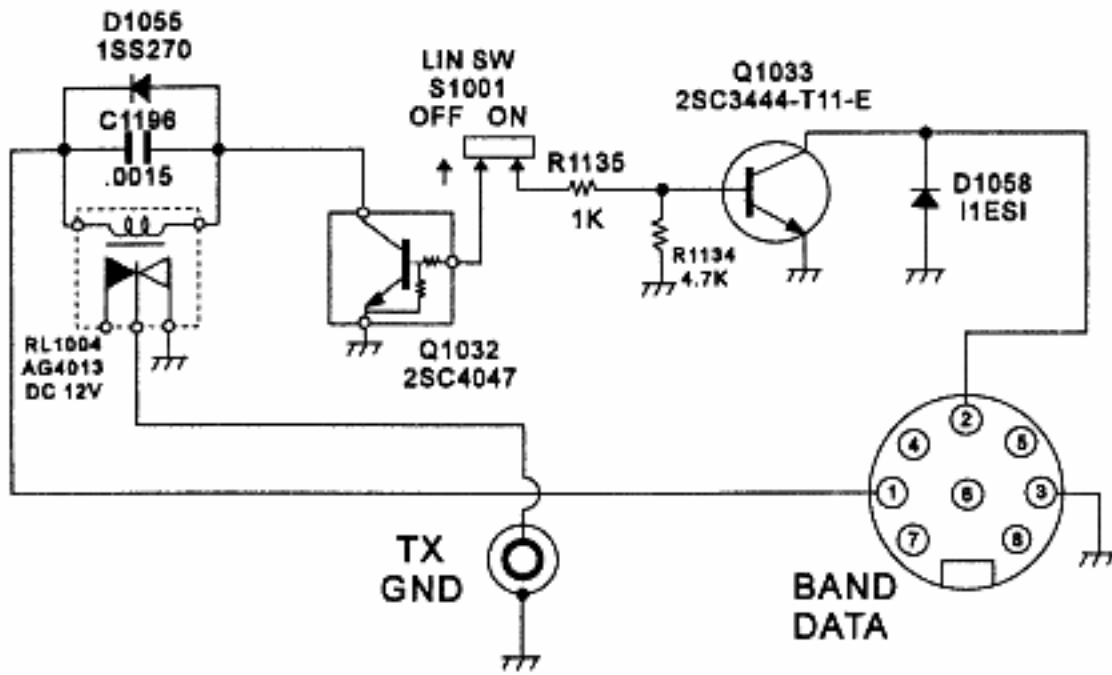 D1055
1SS270
C1196
.0015
RL1004
AG4013
DC 12V
LIN SW
S1001
OFF ON
Q1032
2SC4047
R1135
1K
R1134
4.7K
Q1033
2SC3444-T11-E
D1058
I1ESI
TX
GND
BAND
DATA
2
4
5
1
6
3
7
8